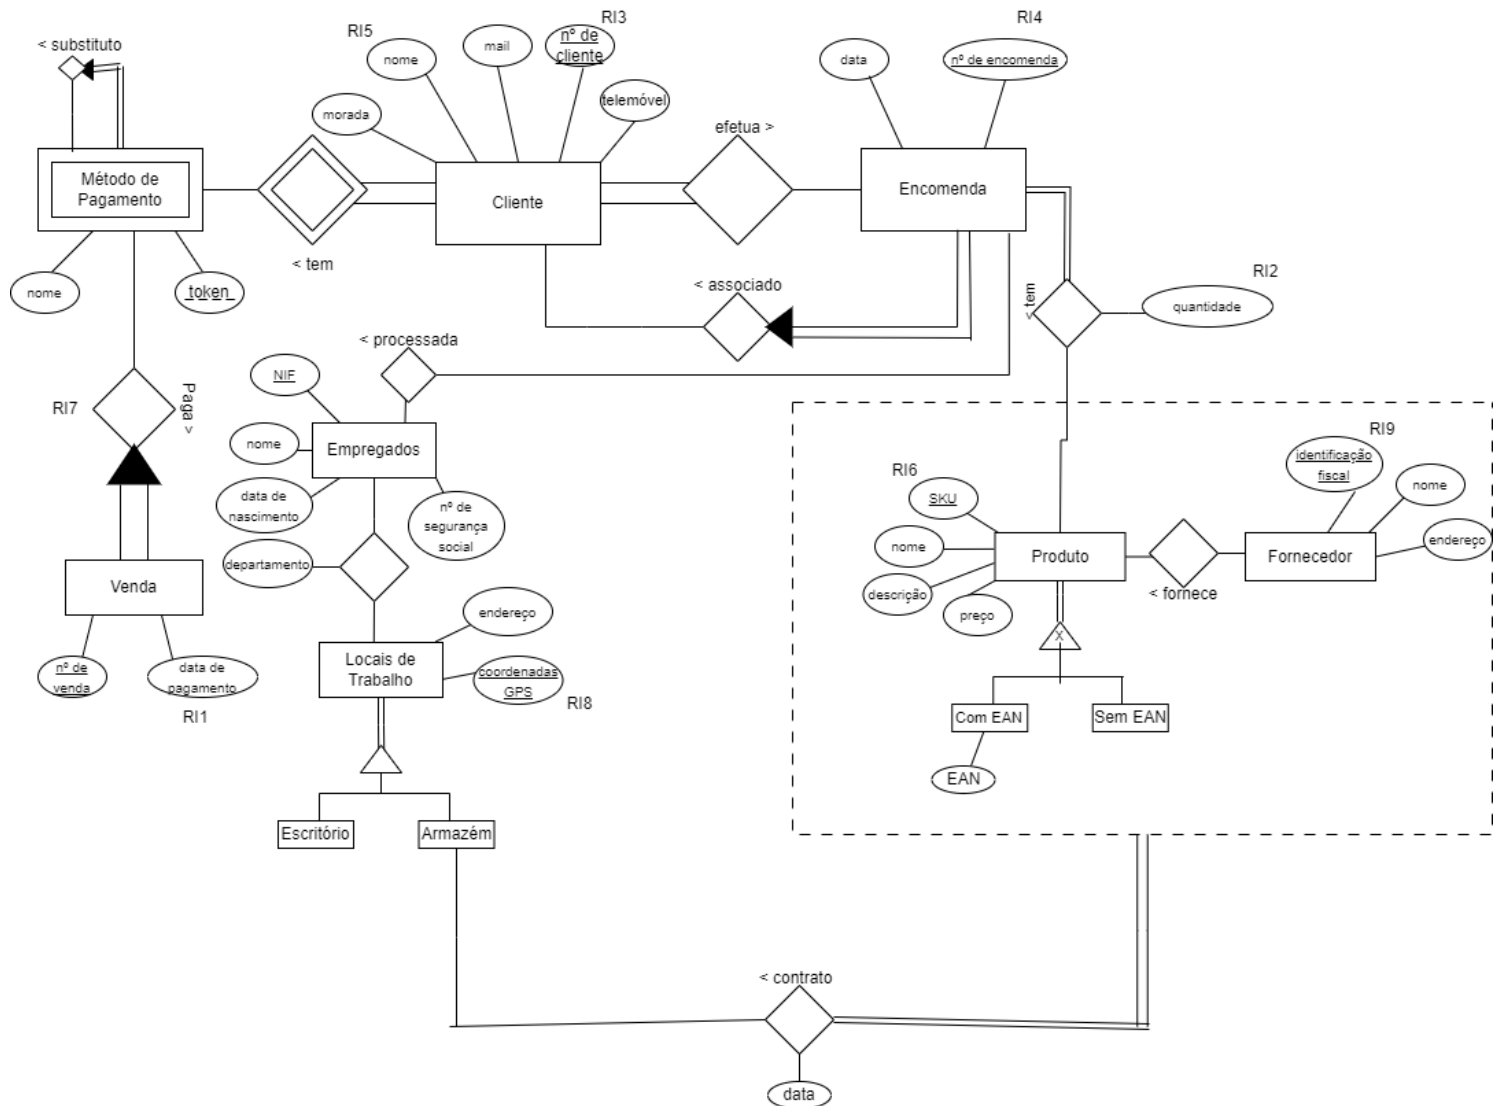 RI3
RI4
RI5
< substituto
nome
mail
nº de
cliente
data
nº de encomenda
morada
telemóvel
efetua >
Método de
Pagamento
Cliente
Encomenda
< tem
nome
token
< associado
< tem
RI2
quantidade
< processada
NIF
RI7
Paga >
nome
Empregados
data de
nascimento
nº de
segurança
social
departamento
RI9
identificação
fiscal
nome
endereço
RI6
SKU
nome
descrição
preço
Produto
Fornecedor
< fornece
X
Venda
nº de
venda
data de
pagamento
RI1
endereço
Locais de
Trabalho
coordenadas
GPS
RI8
Com EAN
Sem EAN
EAN
Escritório
Armazém
< contrato
data